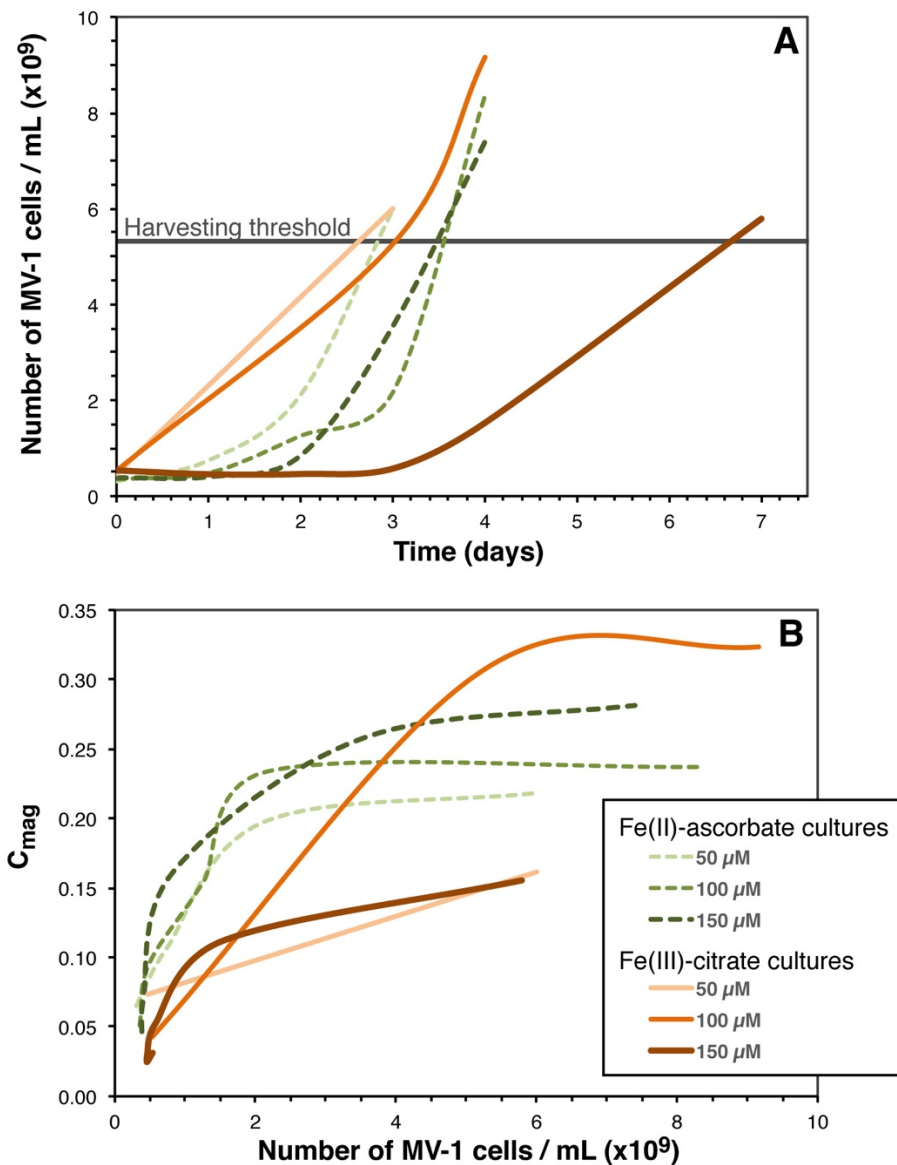 A
Number of MV-1 cells / mL (x10⁹)
10
8
6
4
2
0
Harvesting threshold
0 1 2 3 4 5 6 7
Time (days)
B
C_mag
0.35
0.30
0.25
0.20
0.15
0.10
0.05
0.00
Fe(II)-ascorbate cultures
50 µM
100 µM
150 µM
Fe(III)-citrate cultures
50 µM
100 µM
150 µM
0 2 4 6 8 10
Number of MV-1 cells / mL (x10⁹)